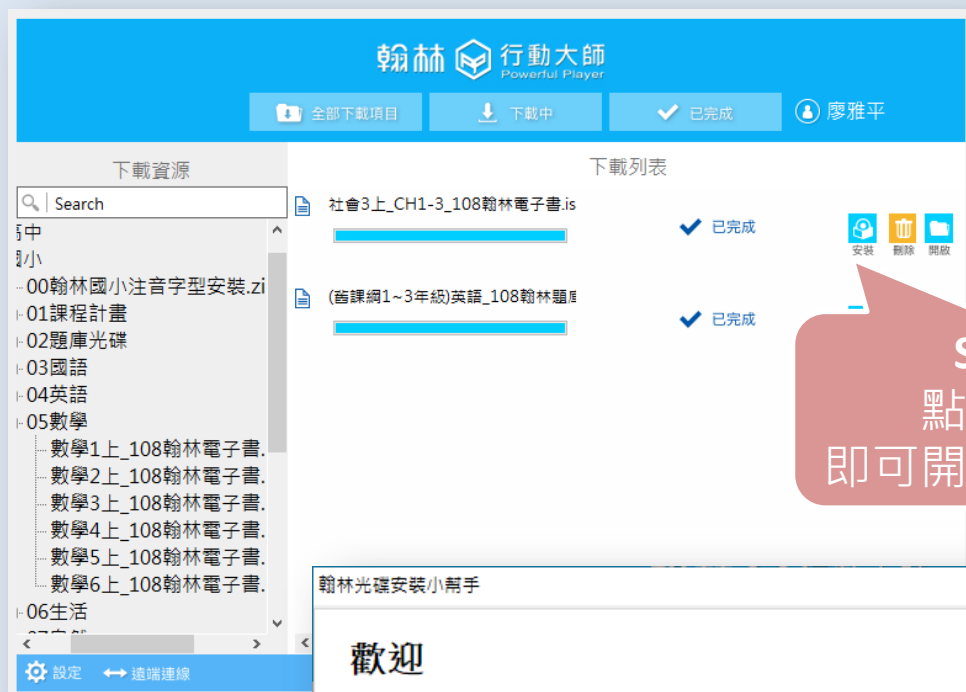 翰林 行動大師
Powerful Player
全部下載項目 下載中 已完成 廖雅平
下載資源
下載列表
Search
高中
國小
00翰林國小注音字型安裝.zi
01課程計畫
02題庫光碟
03國語
04英語
05數學
數學1上_108翰林電子書.
數學2上_108翰林電子書.
數學3上_108翰林電子書.
數學4上_108翰林電子書.
數學5上_108翰林電子書.
數學6上_108翰林電子書.
06生活
設定 遠端連線
社會3上_CH1-3_108翰林電子書.is
已完成
安裝 刪除 開啟
(舊課綱1~3年級)英語_108翰林題庫
已完成
S
點
即可開
翰林光碟安裝小幫手
歡迎